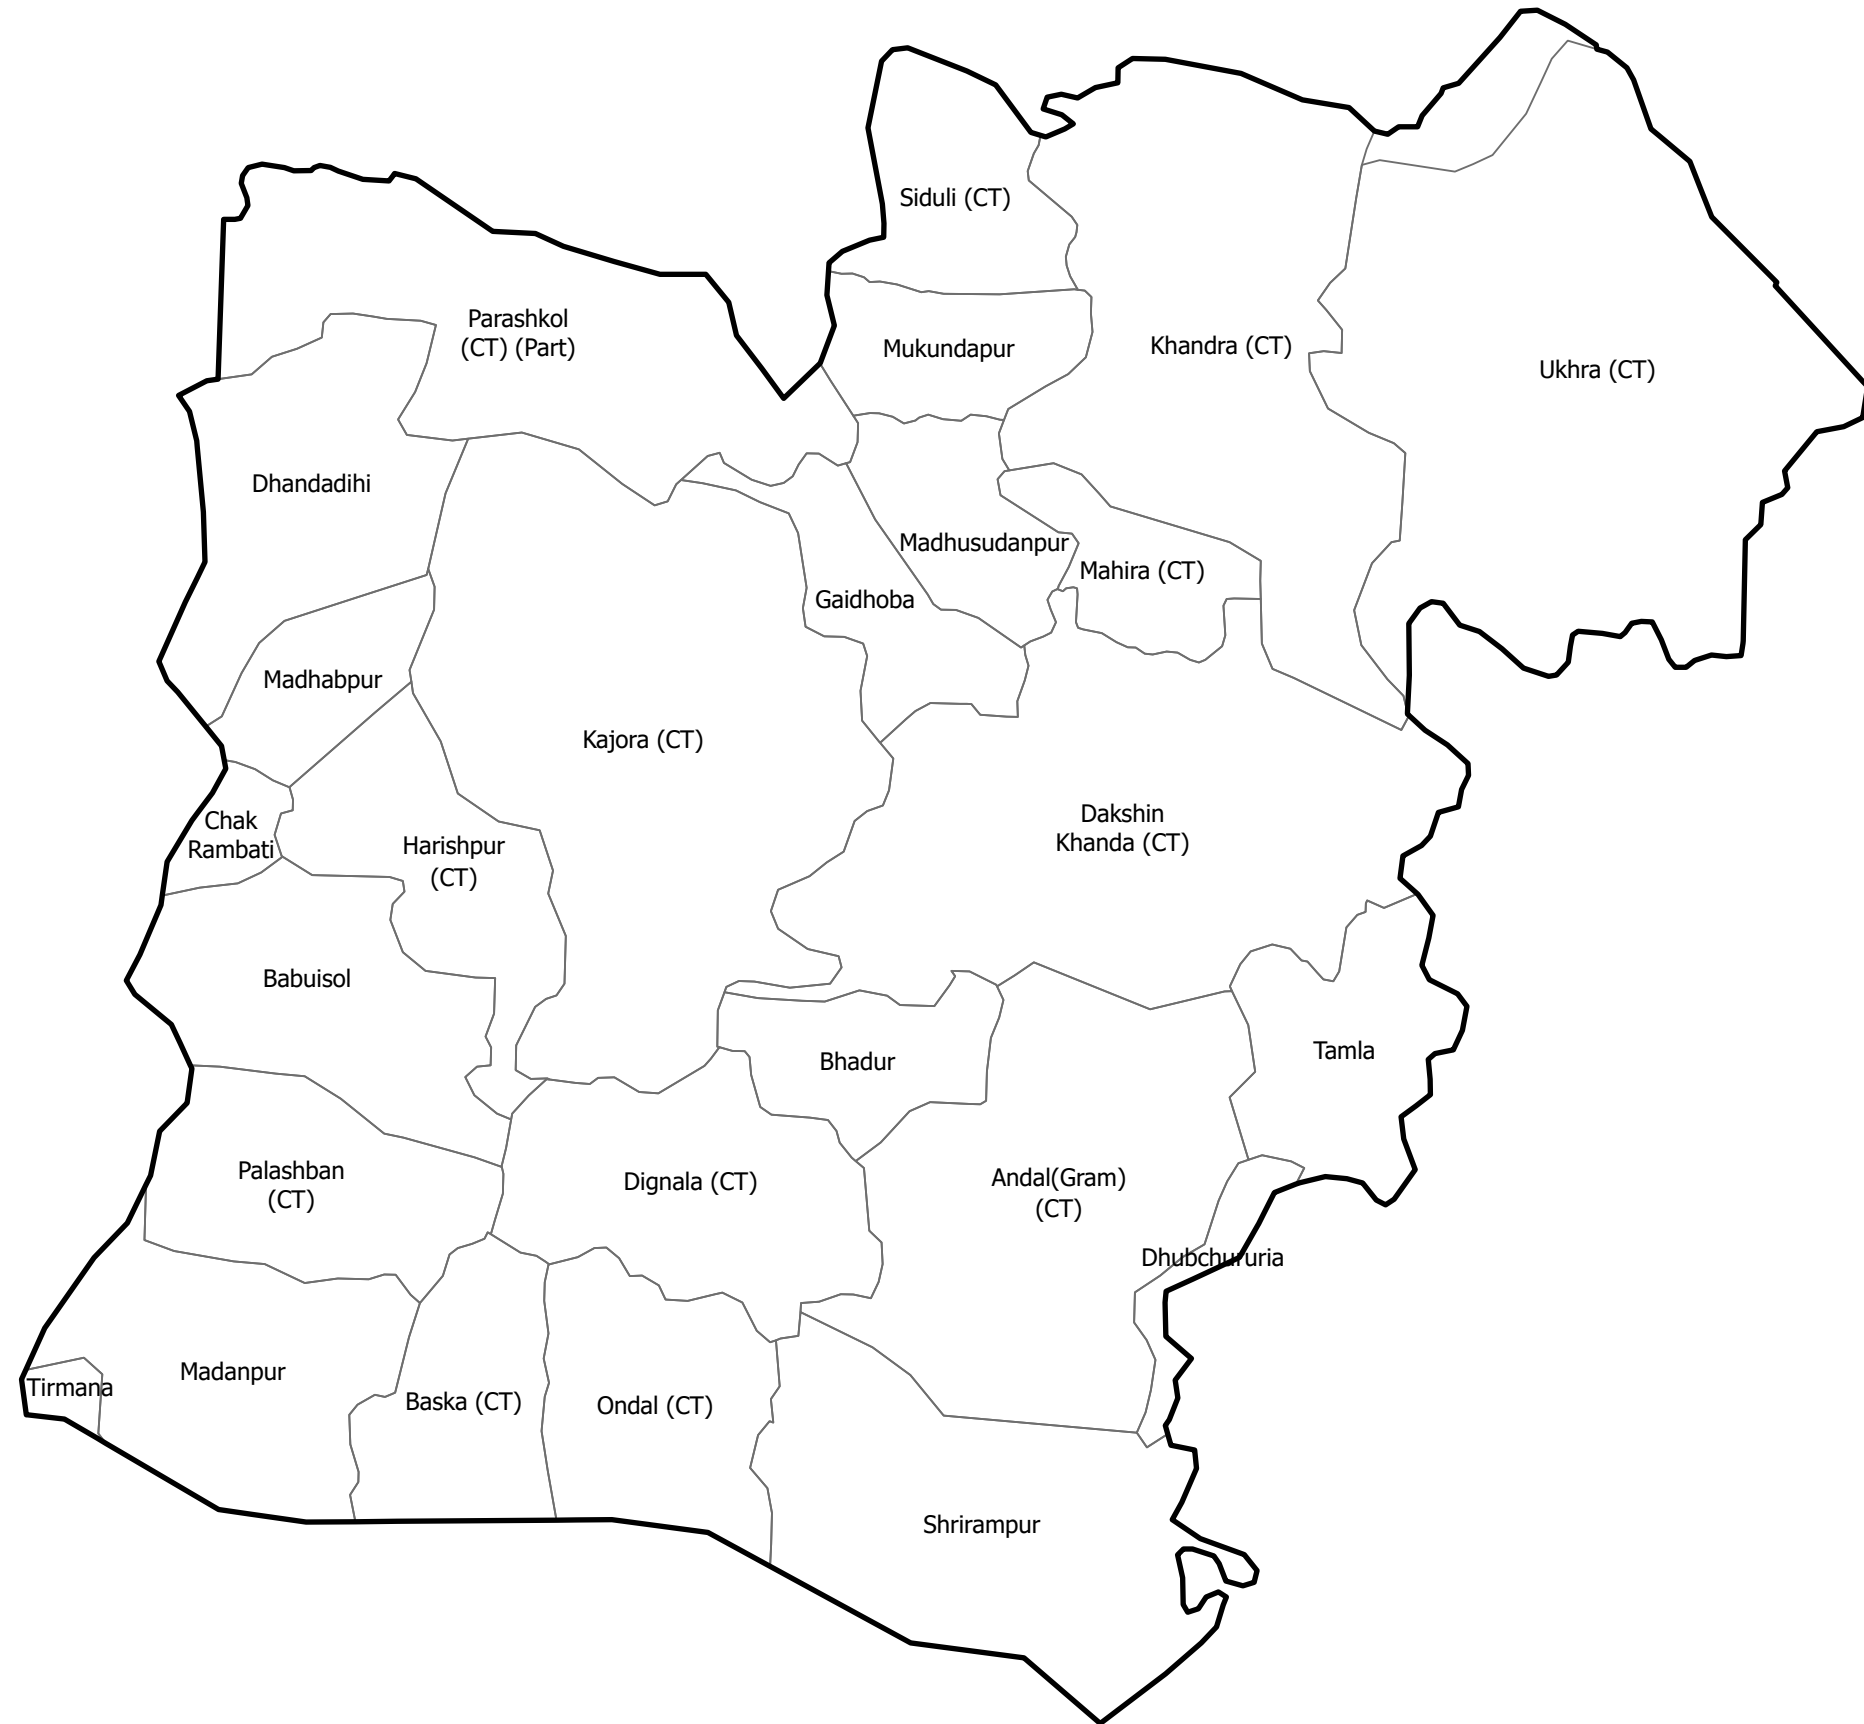 Siduli (CT)
Parashkol
(CT) (Part)
Mukundapur
Khandra (CT)
Ukhra (CT)
Dhandadihi
Madhusudanpur
Mahira (CT)
Gaidhoba
Madhabpur
Kajora (CT)
Chak
Rambati
Harishpur
(CT)
Dakshin
Khanda (CT)
Babuisol
Bhadur
Tamla
Palashban
(CT)
Dignala (CT)
Andal(Gram)
(CT)
Dhubchururia
Tirmana
Madanpur
Baska (CT)
Ondal (CT)
Shrirampur